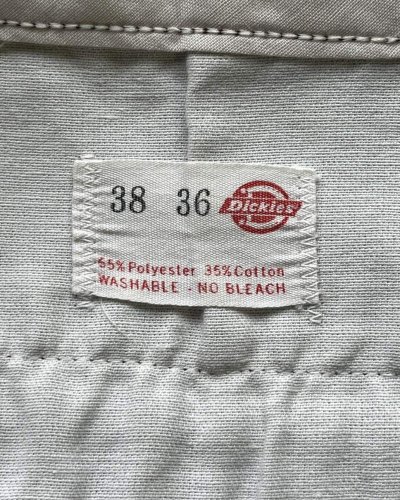 38 36 Dickies
65% Polyester 35% Cotton
WASHABLE - NO BLEACH